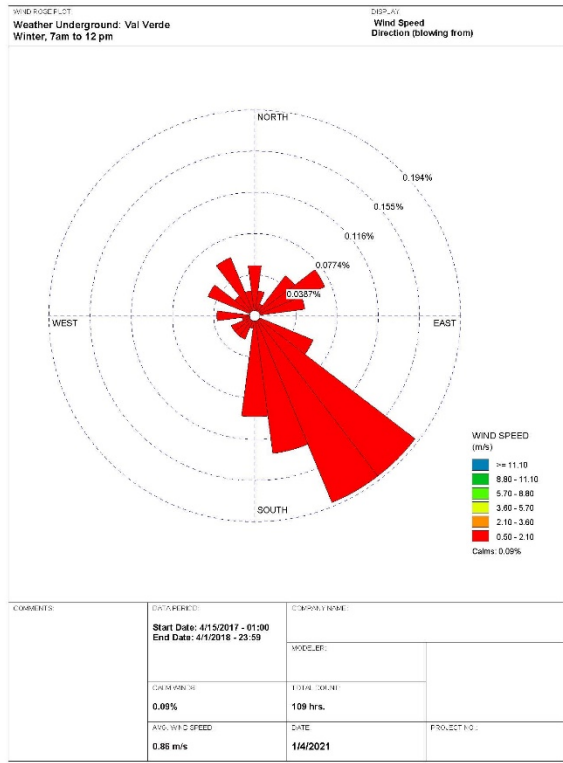 WIND ROSE PLOT:
Weather Underground: Val Verde
Winter, 7am to 12 pm
DISPLAY:
Wind Speed
Direction (blowing from)
NORTH
0.194%
0.155%
0.116%
0.0774%
0.0387%
WEST
EAST
SOUTH
WIND SPEED
(m/s)
>= 11.10
8.80 - 11.10
5.70 - 8.80
3.60 - 5.70
2.10 - 3.60
0.50 - 2.10
Calms: 0.09%
COMMENTS:
DATA PERIOD:
Start Date: 4/15/2017 - 01:00
End Date: 4/1/2018 - 23:59
COMPANY NAME:
MODELER:
CALM WINDS:
0.09%
TOTAL COUNT:
109 hrs.
AVG. WIND SPEED:
0.86 m/s
DATE:
1/4/2021
PROJECT NO.: